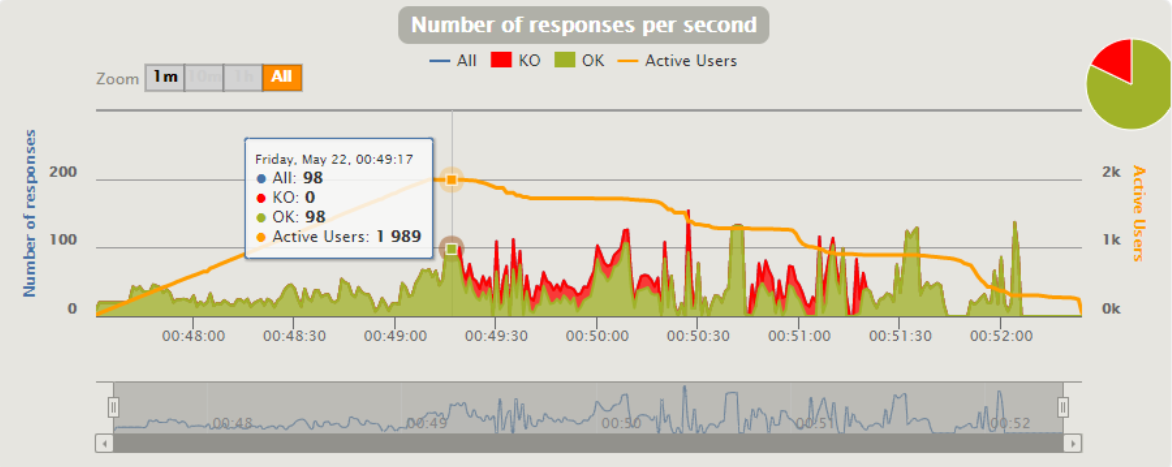 Number of responses per second
All KO OK Active Users
Zoom 1m 10m 1h All
Number of responses
200
100
0
Friday, May 22, 00:49:17
All: 98
KO: 0
OK: 98
Active Users: 1 989
2k
1k
0k
Active Users
00:48:00 00:48:30 00:49:00 00:49:30 00:50:00 00:50:30 00:51:00 00:51:30 00:52:00
00:48 00:49 00:50 00:51 00:52